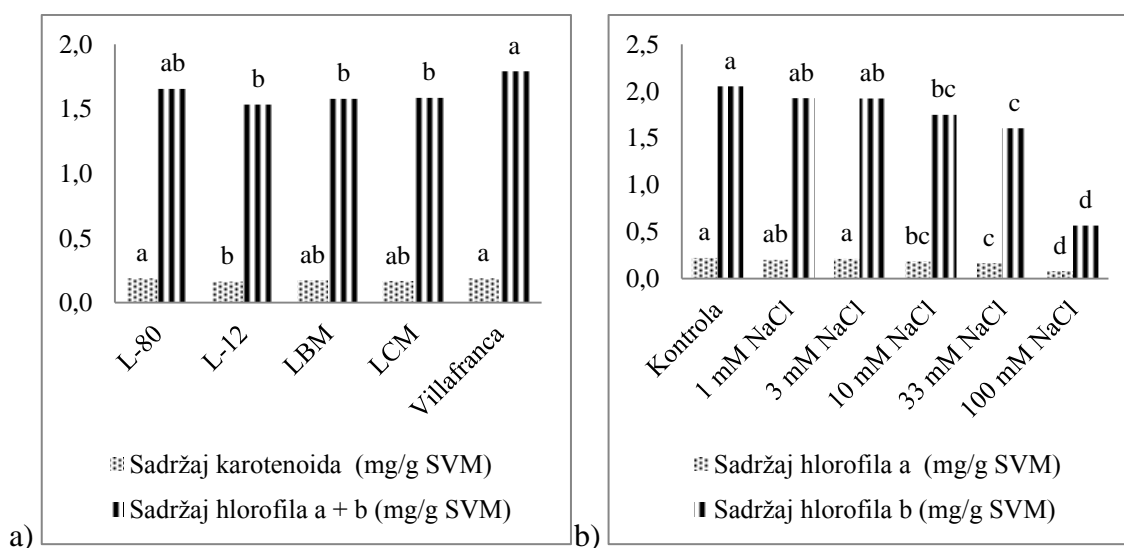 2,0
1,5
1,0
0,5
0,0
ab
b
b
b
a
a
b
ab
ab
a
L-80
L-12
LBM
LCM
Villafranca
Sadržaj karotenoida (mg/g SVM)
Sadržaj hlorofila a + b (mg/g SVM)
a)
2,5
2,0
1,5
1,0
0,5
0,0
a
ab
ab
bc
c
d
a
ab
a
bc
c
d
Kontrola
1 mM NaCl
3 mM NaCl
10 mM NaCl
33 mM NaCl
100 mM NaCl
Sadržaj hlorofila a (mg/g SVM)
Sadržaj hlorofila b (mg/g SVM)
b)